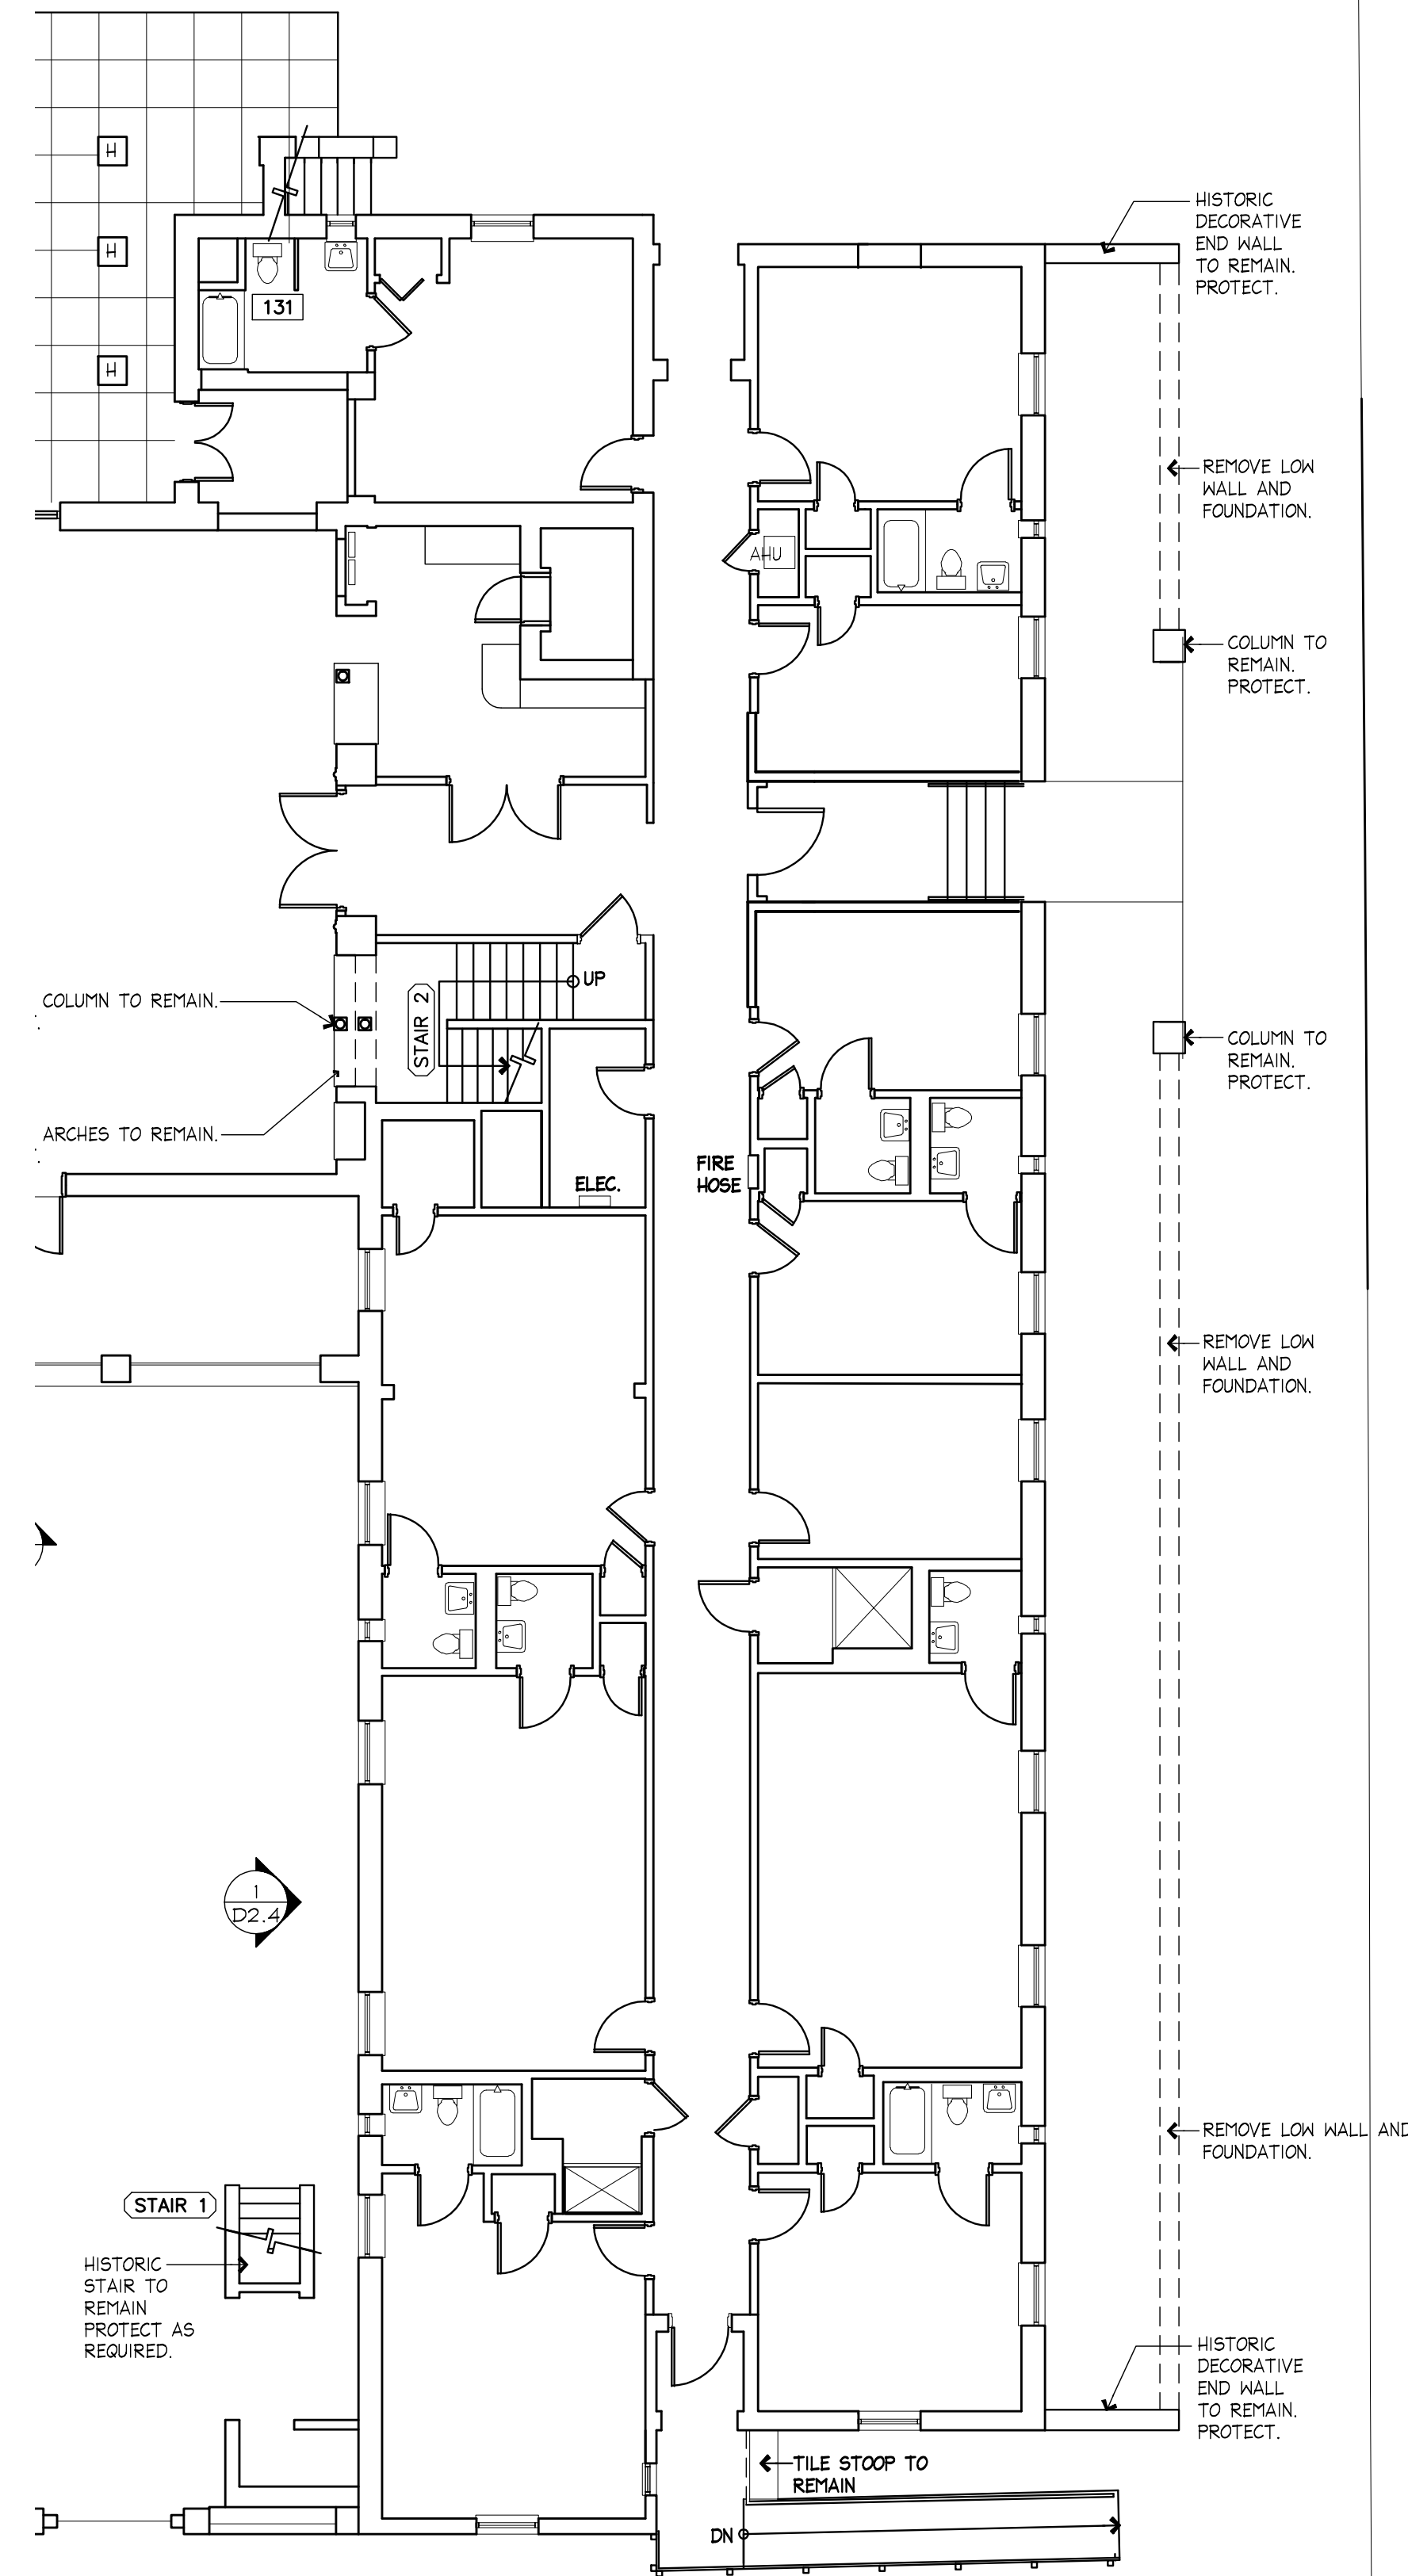 H
HISTORIC
DECORATIVE
END WALL
TO REMAIN.
PROTECT.
H
131
H
REMOVE LOW
WALL AND
FOUNDATION.
AHU
COLUMN TO
REMAIN.
PROTECT.
UP
COLUMN TO REMAIN.
STAIR 2
COLUMN TO
REMAIN.
PROTECT.
ARCHES TO REMAIN.
FIRE
HOSE
ELEC.
REMOVE LOW
WALL AND
FOUNDATION.
1
D2.4
REMOVE LOW WALL AND
FOUNDATION.
STAIR 1
HISTORIC
STAIR TO
REMAIN
PROTECT AS
REQUIRED.
HISTORIC
DECORATIVE
END WALL
TO REMAIN.
PROTECT.
TILE STOOP TO
REMAIN
DN